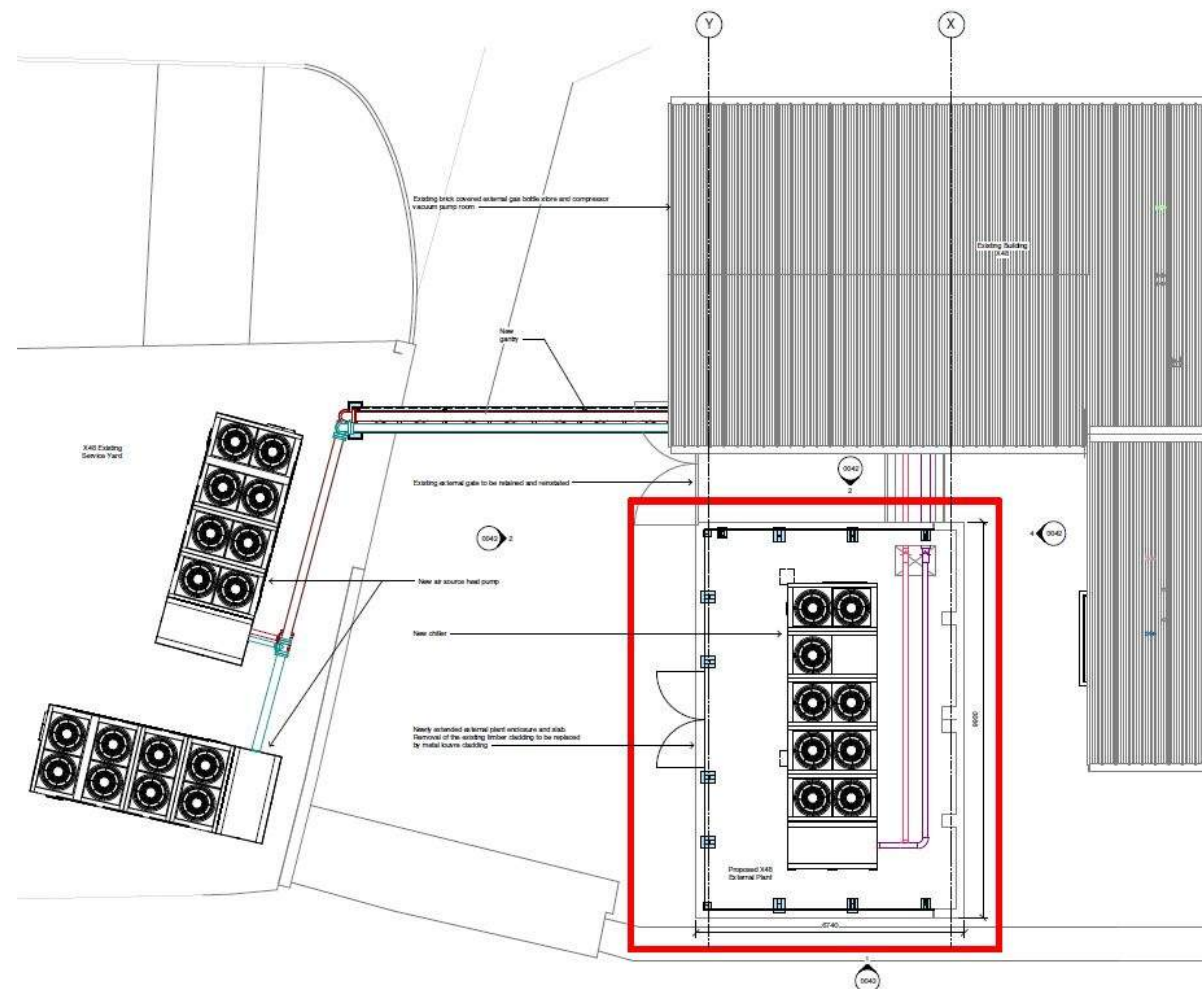 Y
X
Existing brick covered external gas bottle store and compressor
vacuum pump room
Existing Building
X48
New
gantry
X48 Existing
Service Yard
0042
2
Existing external gate to be retained and reinstated
2
4
0042
New air source heat pump
New chiller
Newly extended external plant enclosure and slab
Removal of the existing timber cladding to be replaced
by metal louvre cladding
Proposed X48
External Plant
6740
1
0043